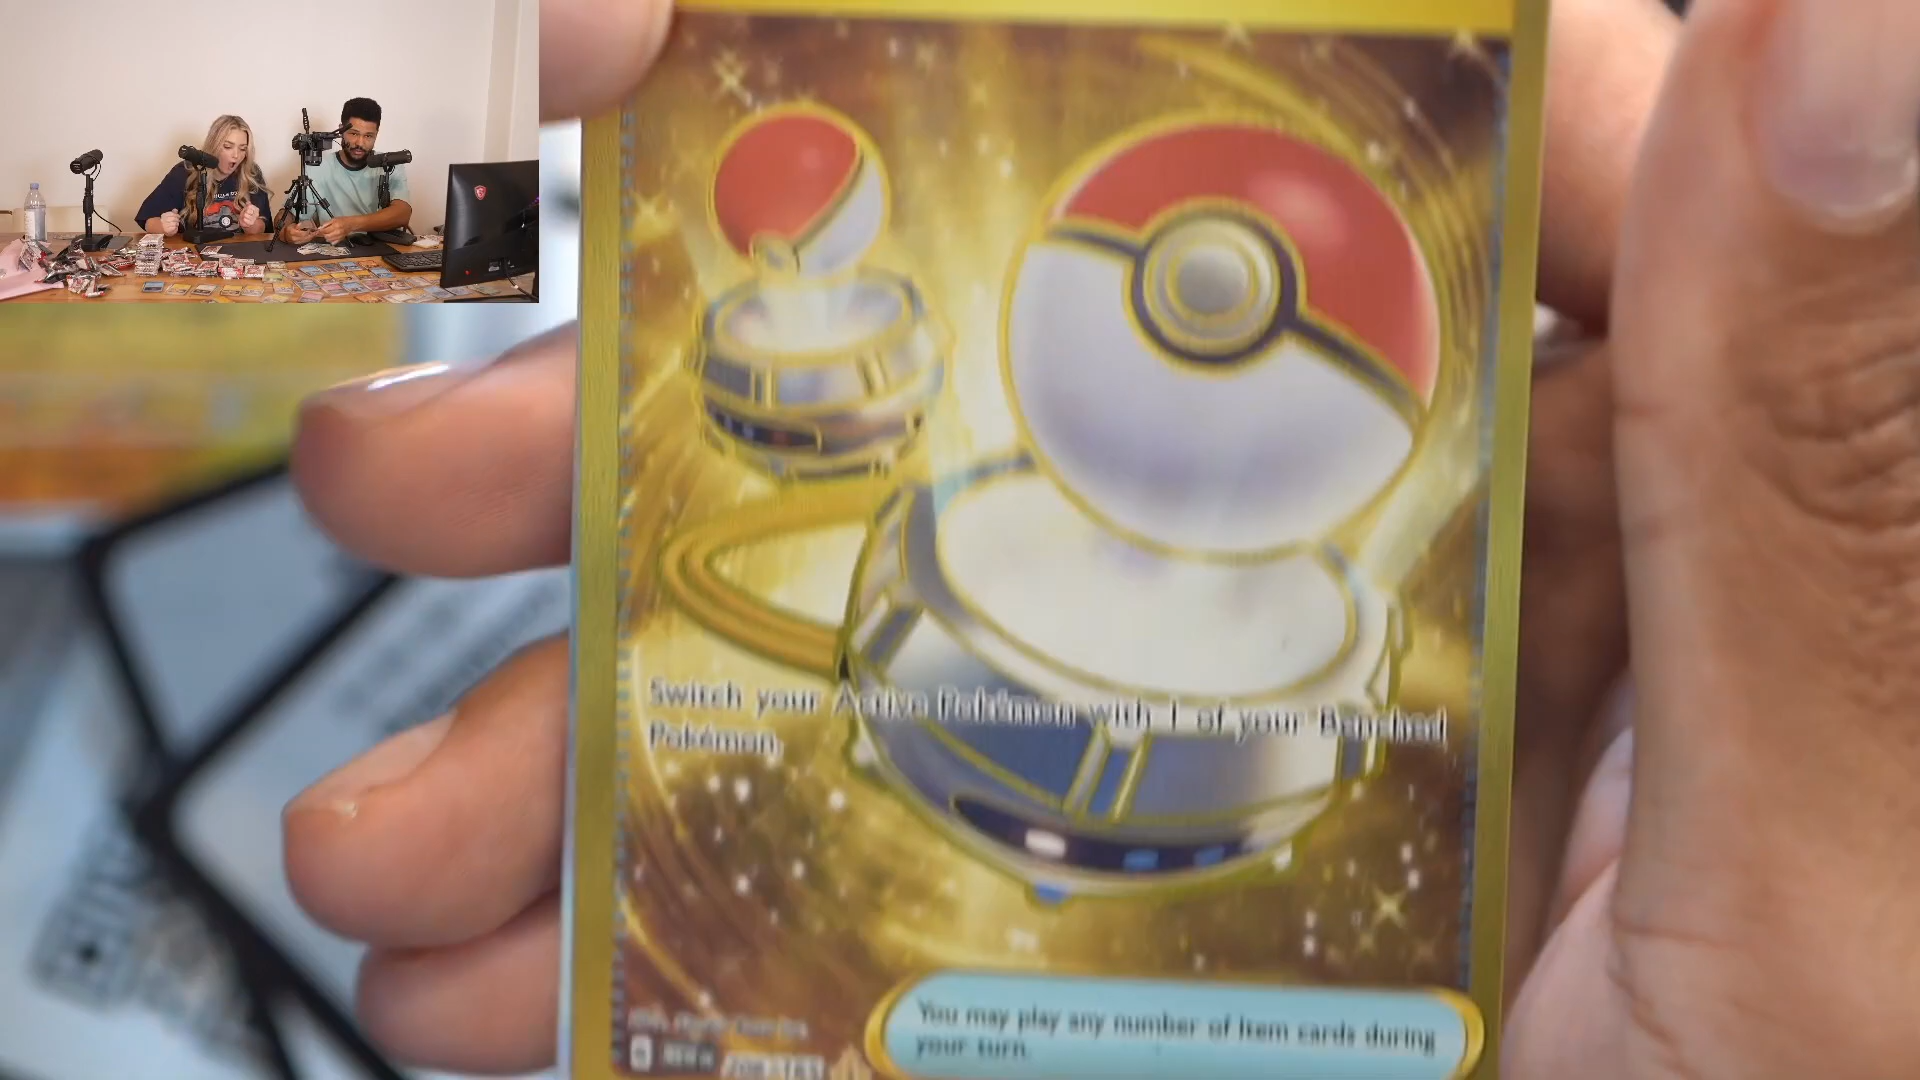 Switch your Active Pokémon with 1 of your Benched
Pokémon.
You may play any number of Item cards during
your turn.